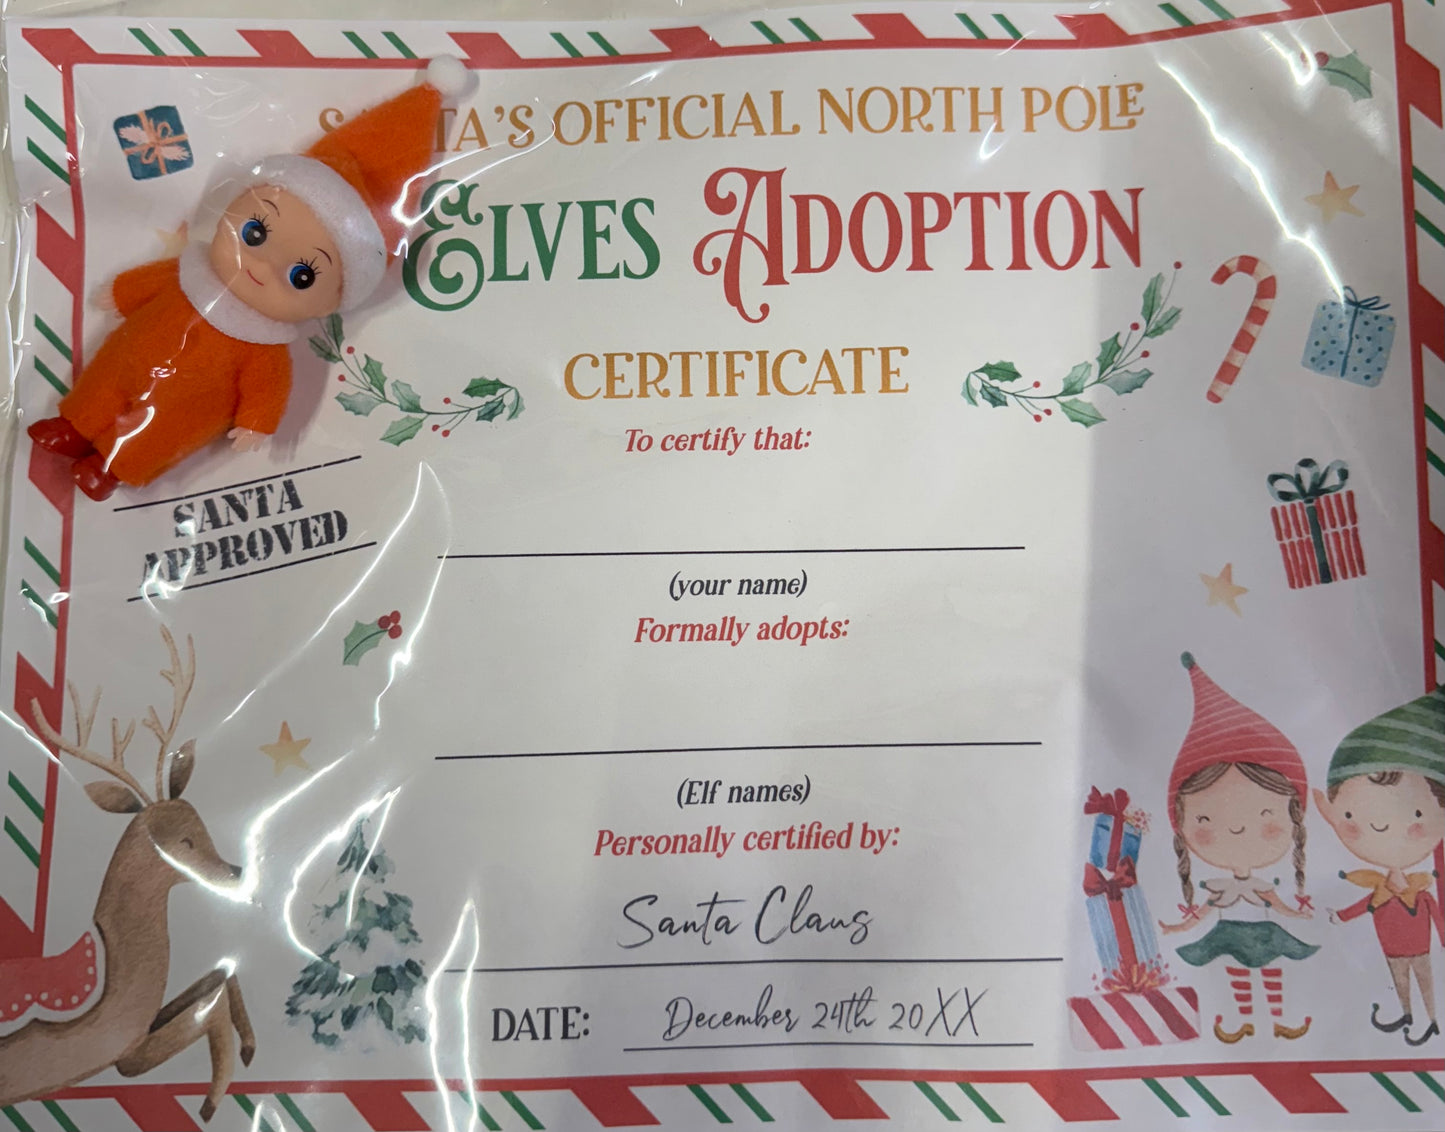 SANTA'S OFFICIAL NORTH POLE
ELVES ADOPTION
CERTIFICATE
To certify that:
SANTA
APPROVED
(your name)
Formally adopts:
(Elf names)
Personally certified by:
Santa Claus
DATE: December 24th 20XX